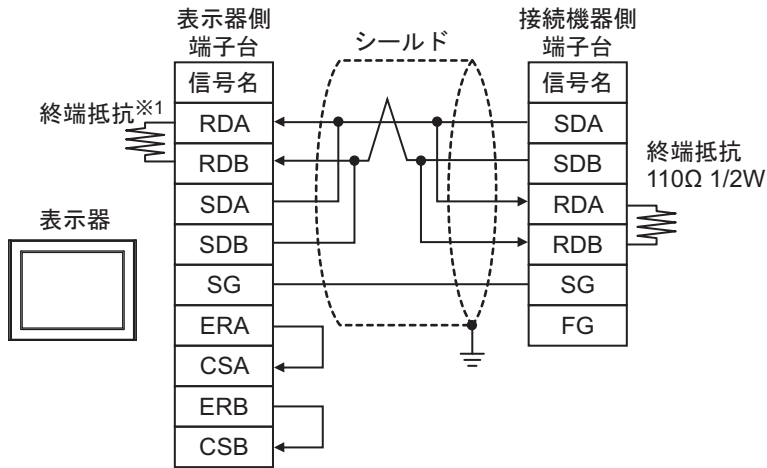 表示器側
端子台
信号名
RDA
RDB
SDA
SDB
SG
ERA
CSA
ERB
CSB
終端抵抗※1
表示器
シールド
接続機器側
端子台
信号名
SDA
SDB
RDA
RDB
SG
FG
終端抵抗
110Ω 1/2W